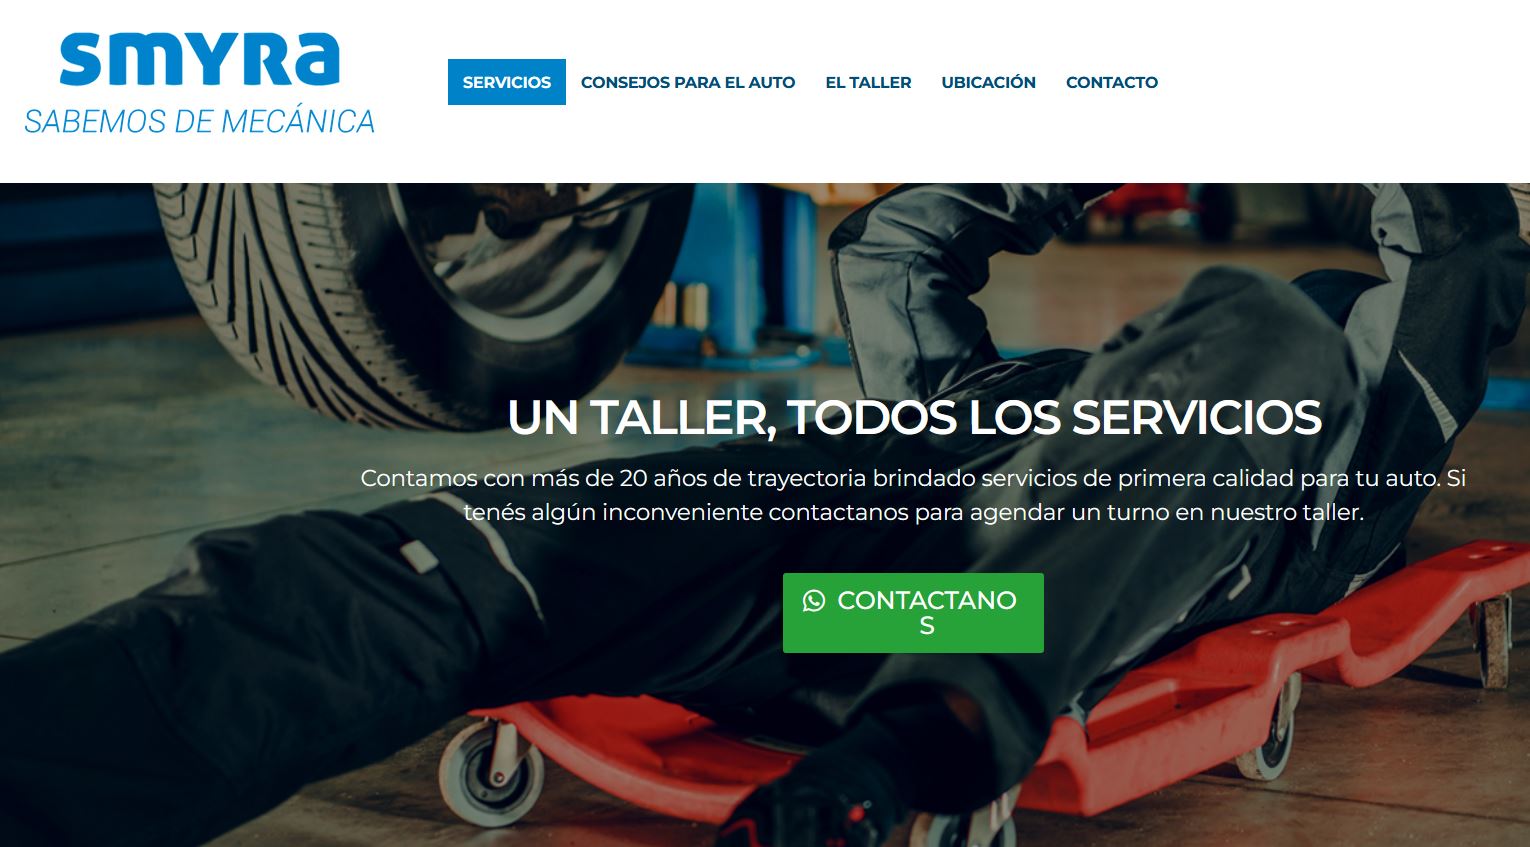 smyRa
SABEMOS DE MECÁNICA
SERVICIOS
CONSEJOS PARA EL AUTO
EL TALLER
UBICACIÓN
CONTACTO
UN TALLER, TODOS LOS SERVICIOS
Contamos con más de 20 años de trayectoria brindado servicios de primera calidad para tu auto. Si
tenés algún inconveniente contactanos para agendar un turno en nuestro taller.
CONTACTANO
S